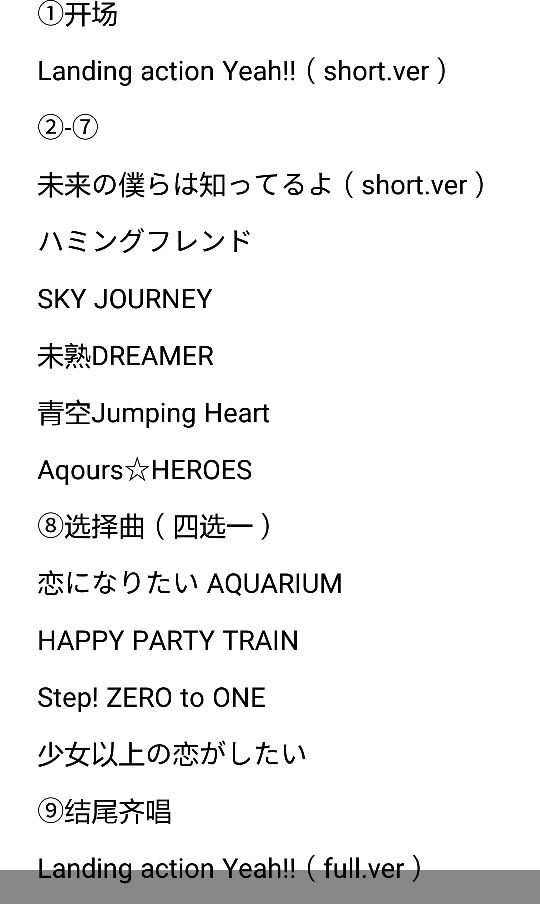 ①开场
Landing action Yeah!!（short.ver）
②-⑦
未来の僕らは知ってるよ（short.ver）
ハミングフレンド
SKY JOURNEY
未熟DREAMER
青空Jumping Heart
Aqours☆HEROES
⑧选择曲（四选一）
恋になりたい AQUARIUM
HAPPY PARTY TRAIN
Step! ZERO to ONE
少女以上の恋がしたい
⑨结尾齐唱
Landing action Yeah!!（full.ver）